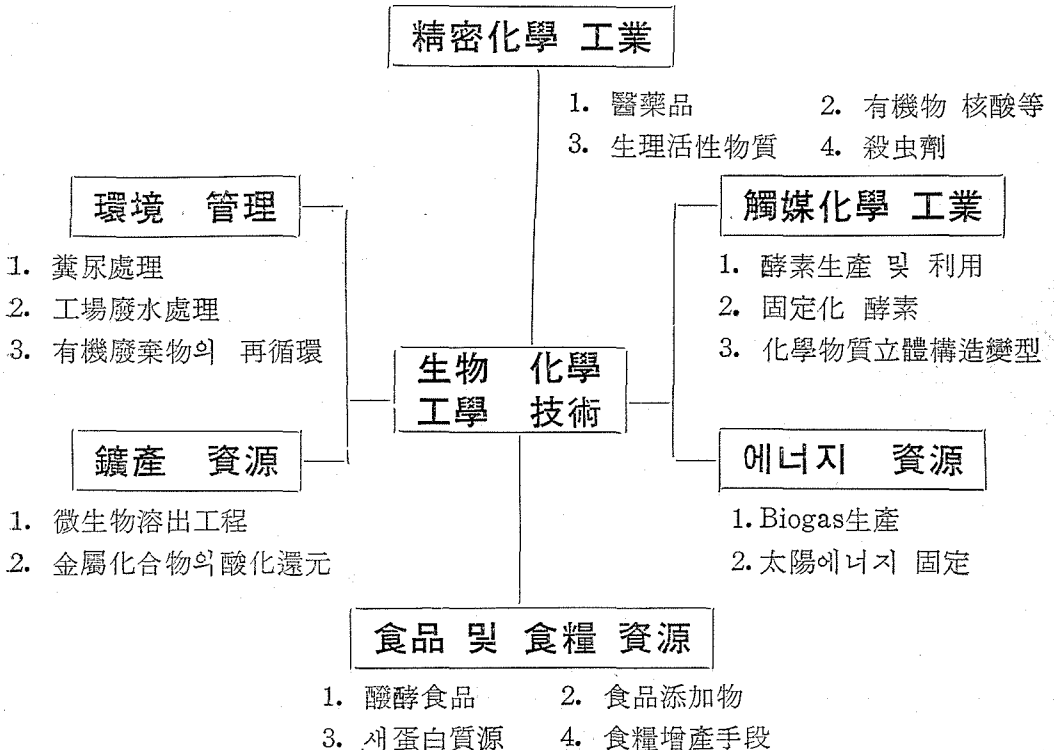 精密化學 工業
1. 醫藥品 2. 有機物 核酸等
3. 生理活性物質 4. 殺虫劑
環境 管理
1. 糞尿處理
2. 工場廢水處理
3. 有機廢棄物의 再循環
觸媒化學 工業
1. 酵素生產 및 利用
2. 固定化 酵素
3. 化學物質立體構造變型
生物 化學
工學 技術
鑛產 資源
1. 微生物溶出工程
2. 金屬化合物의酸化還元
에너지 資源
1. Biogas生產
2. 太陽에너지 固定
食品 및 食糧 資源
1. 醱酵食品 2. 食品添加物
3. 새蛋白質源 4. 食糧增產手段